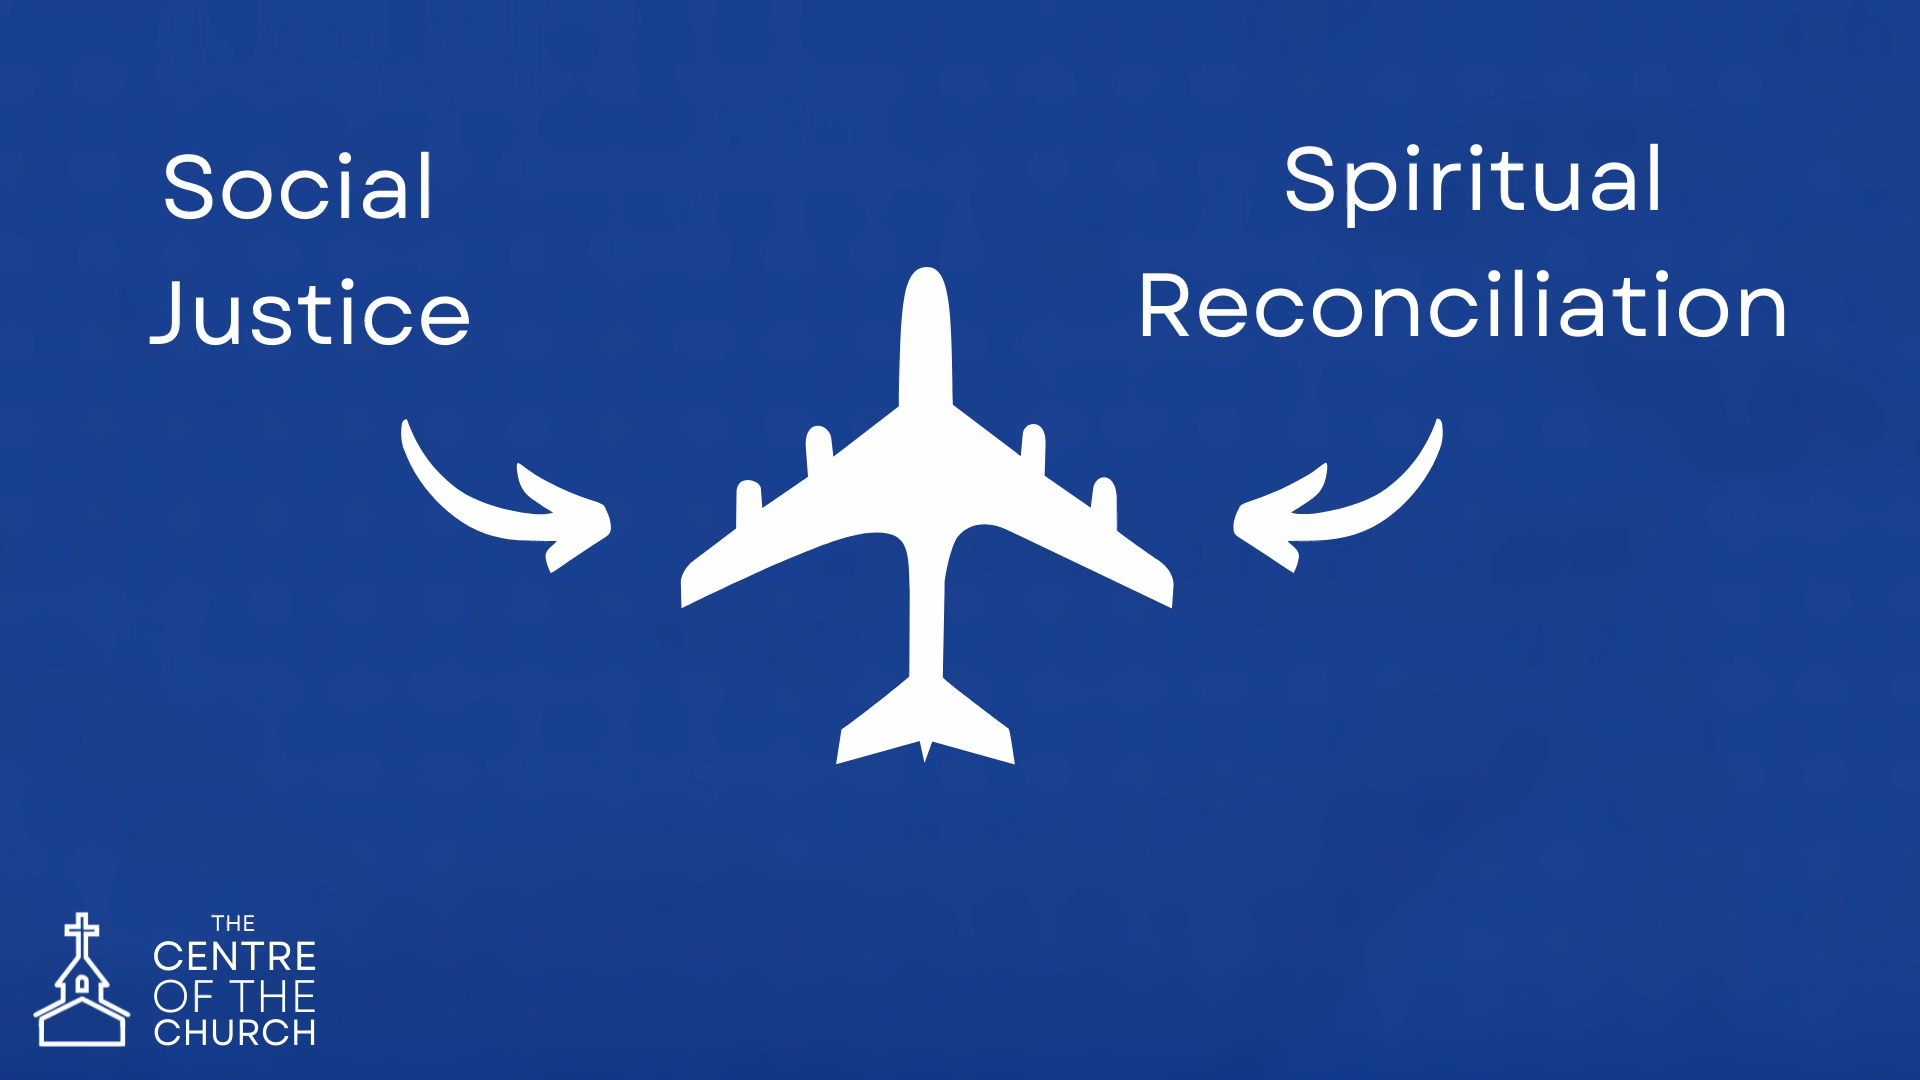 Social
Justice
Spiritual
Reconciliation
THE
CENTRE
OF THE
CHURCH